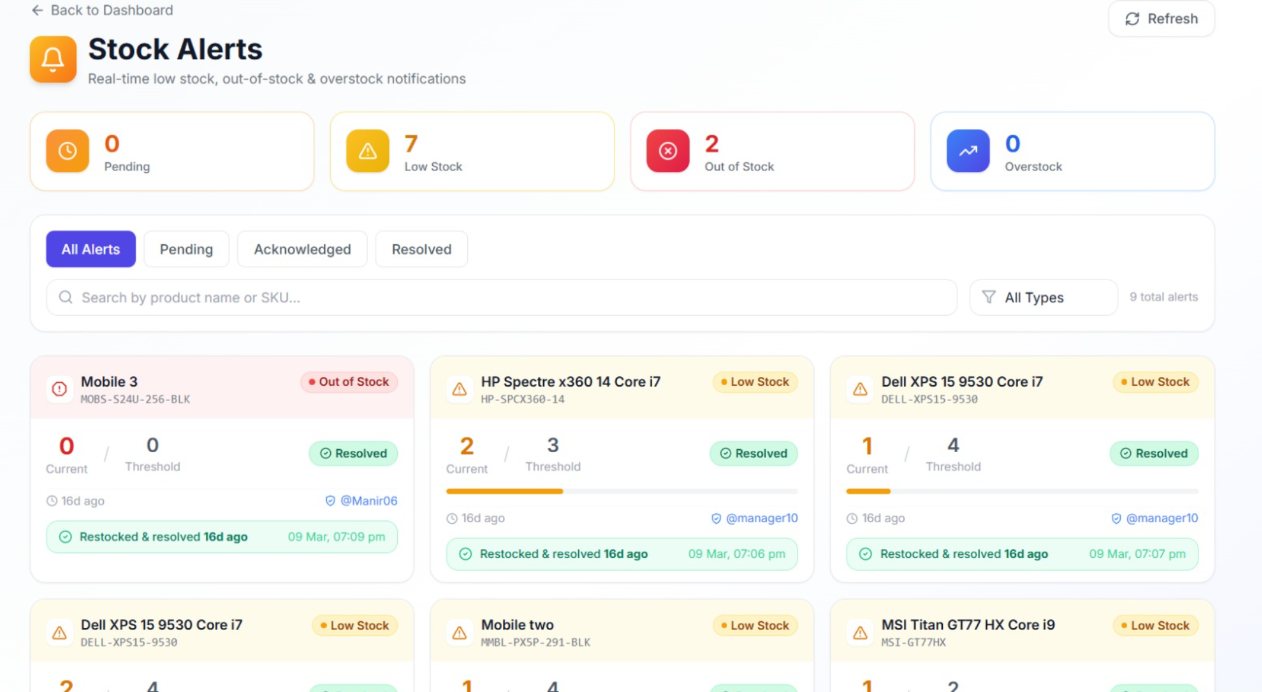 Back to Dashboard
Refresh
Stock Alerts
Real-time low stock, out-of-stock & overstock notifications
0
Pending
7
Low Stock
2
Out of Stock
0
Overstock
All Alerts
Pending
Acknowledged
Resolved
Search by product name or SKU...
All Types
9 total alerts
Mobile 3
Out of Stock
MOBS-S24U-256-BLK
0 / 0
Current
Threshold
Resolved
16d ago
@Manir06
Restocked & resolved 16d ago
09 Mar, 07:09 pm
HP Spectre x360 14 Core i7
Low Stock
HP-SPCX360-14
2 / 3
Current
Threshold
Resolved
16d ago
@manager10
Restocked & resolved 16d ago
09 Mar, 07:06 pm
Dell XPS 15 9530 Core i7
Low Stock
DELL-XPS15-9530
1 / 4
Current
Threshold
Resolved
16d ago
@manager10
Restocked & resolved 16d ago
09 Mar, 07:07 pm
Dell XPS 15 9530 Core i7
Low Stock
DELL-XPS15-9530
2
4
Mobile two
Low Stock
MMBL-PX5P-291-BLK
1
4
MSI Titan GT77 HX Core i9
Low Stock
MSI-GT77HX
1
2